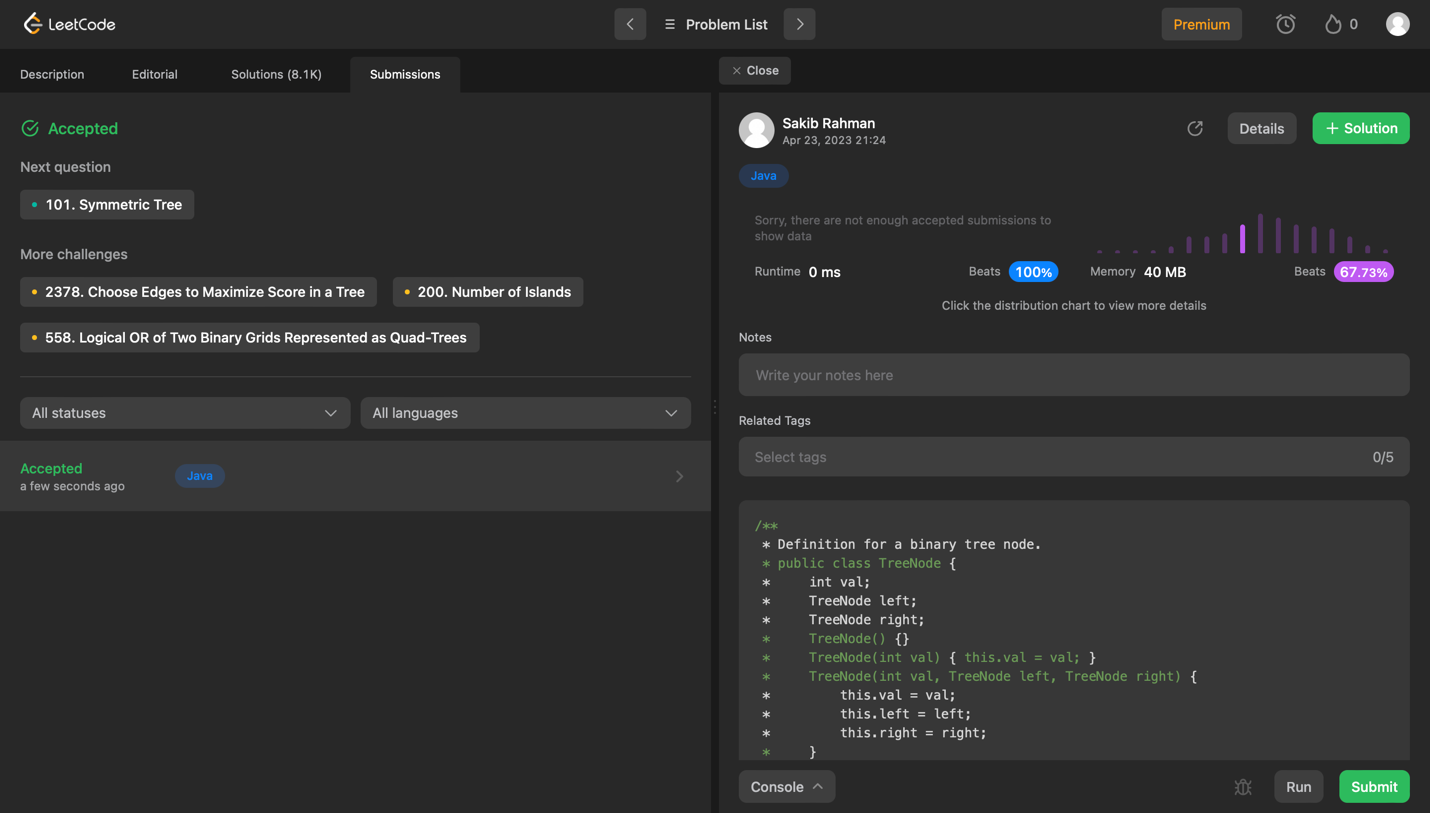 LeetCode
Problem List
Premium
0
Description
Editorial
Solutions (8.1K)
Submissions
Accepted
Next question
101. Symmetric Tree
More challenges
2378. Choose Edges to Maximize Score in a Tree
200. Number of Islands
558. Logical OR of Two Binary Grids Represented as Quad-Trees
All statuses
All languages
Accepted
a few seconds ago
Java
Close
Sakib Rahman
Apr 23, 2023 21:24
Details
+ Solution
Java
Sorry, there are not enough accepted submissions to
show data
Runtime 0 ms
Beats 100%
Memory 40 MB
Beats 67.73%
Click the distribution chart to view more details
Notes
Write your notes here
Related Tags
Select tags
0/5
/**
 * Definition for a binary tree node.
 * public class TreeNode {
 *     int val;
 *     TreeNode left;
 *     TreeNode right;
 *     TreeNode() {}
 *     TreeNode(int val) { this.val = val; }
 *     TreeNode(int val, TreeNode left, TreeNode right) {
 *         this.val = val;
 *         this.left = left;
 *         this.right = right;
 *     }
Console
Run
Submit